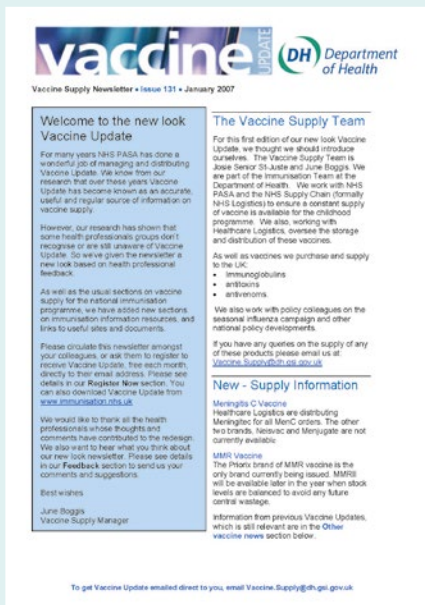 vaccine
UPDATE
DH Department
of Health
Vaccine Supply Newsletter • Issue 131 • January 2007
Welcome to the new look
Vaccine Update
For many years NHS PASA has done a
wonderful job of managing and distributing
Vaccine Update. We know from our
research that over these years Vaccine
Update has become known as an accurate,
useful and regular source of information on
vaccine supply.
However, our research has shown that
some health professionals groups don't
recognise or are still unaware of Vaccine
Update. So we've given the newsletter a
new look based on health professional
feedback.
As well as the usual sections on vaccine
supply for the national immunisation
programme, we have added new sections
on immunisation information resources, and
links to useful sites and documents.
Please circulate this newsletter amongst
your colleagues, or ask them to register to
receive Vaccine Update, free each month,
directly to their email address. Please see
details in our Register Now section. You
can also download Vaccine Update from
www.immunisation.nhs.uk
We would like to thank all the health
professionals whose thoughts and
comments have contributed to the redesign.
We also want to hear what you think about
our new look newsletter. Please see details
in our Feedback section to send us your
comments and suggestions.
Best wishes
June Boggis
Vaccine Supply Manager
The Vaccine Supply Team
For this first edition of our new look Vaccine
Update, we thought we should introduce
ourselves. The Vaccine Supply Team is
Josie Senior St-Juste and June Boggis. We
are part of the Immunisation Team at the
Department of Health. We work with NHS
PASA and the NHS Supply Chain (formally
NHS Logistics) to ensure a constant supply
of vaccine is available for the childhood
programme. We also, working with
Healthcare Logistics, oversee the storage
and distribution of these vaccines.
As well as vaccines we purchase and supply
to the UK:
• Immunoglobulins
• antitoxins
• antivenoms.
We also work with policy colleagues on the
seasonal influenza campaign and other
national policy developments.
If you have any queries on the supply of any
of these products please email us at:
Vaccine.Supply@dh.gsi.gov.uk
New - Supply Information
Meningitis C Vaccine
Healthcare Logistics are distributing
Meningitec for all MenC orders. The other
two brands, Neisvac and Menjugate are not
currently available
MMR Vaccine
The Priorix brand of MMR vaccine is the
only brand currently being issued. MMRII
will be available later in the year when stock
levels are balanced to avoid any future
central wastage.
Information from previous Vaccine Updates,
which is still relevant are in the Other
vaccine news section below.
To get Vaccine Update emailed direct to you, email Vaccine.Supply@dh.gsi.gov.uk